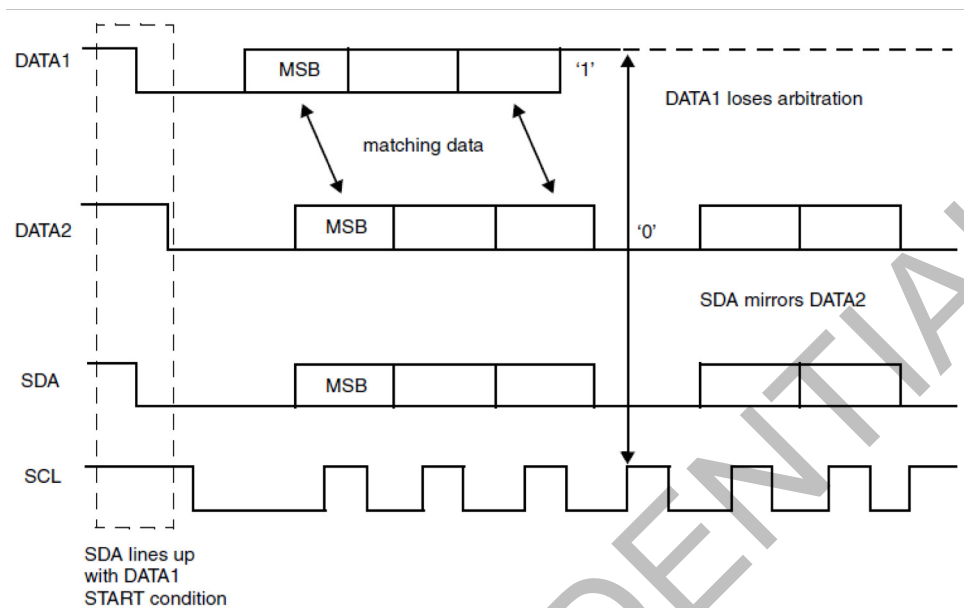 DATA1
MSB
'1'
DATA1 loses arbitration
matching data
DATA2
MSB
'0'
SDA mirrors DATA2
SDA
MSB
SCL
SDA lines up
with DATA1
START condition
DENTIAL